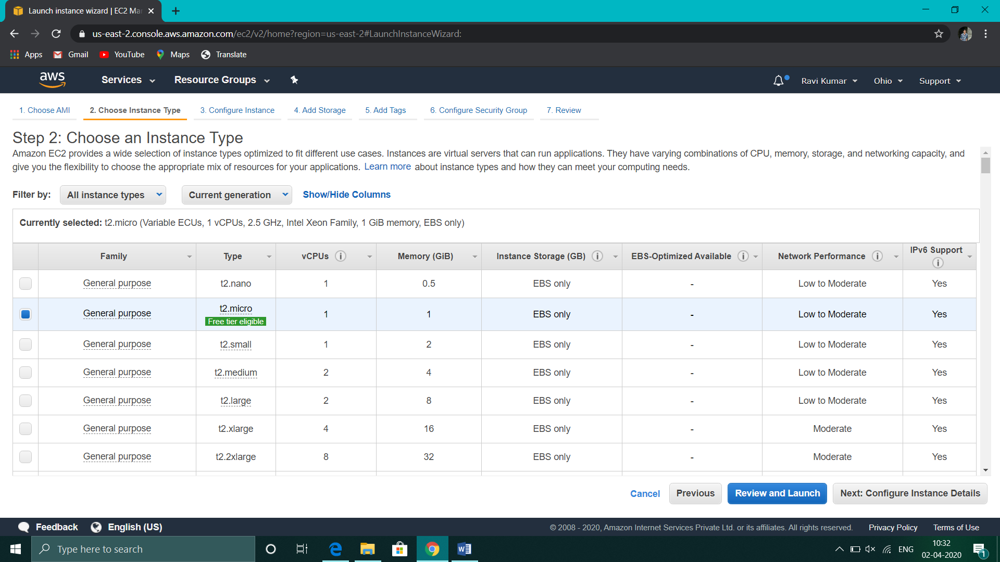 Launch instance wizard | EC2 Ma
us-east-2.console.aws.amazon.com/ec2/v2/home?region=us-east-2#LaunchInstanceWizard:
Apps Gmail YouTube Maps Translate
aws Services Resource Groups Ravi Kumar Ohio Support
1. Choose AMI 2. Choose Instance Type 3. Configure Instance 4. Add Storage 5. Add Tags 6. Configure Security Group 7. Review
Step 2: Choose an Instance Type
Amazon EC2 provides a wide selection of instance types optimized to fit different use cases. Instances are virtual servers that can run applications. They have varying combinations of CPU, memory, storage, and networking capacity, and
give you the flexibility to choose the appropriate mix of resources for your applications. Learn more about instance types and how they can meet your computing needs.
Filter by: All instance types Current generation Show/Hide Columns
Currently selected: t2.micro (Variable ECUs, 1 vCPUs, 2.5 GHz, Intel Xeon Family, 1 GiB memory, EBS only)
Family Type vCPUs i Memory (GiB) Instance Storage (GB) i EBS-Optimized Available i Network Performance i IPv6 Support i
General purpose t2.nano 1 0.5 EBS only - Low to Moderate Yes
General purpose t2.micro 1 1 EBS only - Low to Moderate Yes
Free tier eligible
General purpose t2.small 1 2 EBS only - Low to Moderate Yes
General purpose t2.medium 2 4 EBS only - Low to Moderate Yes
General purpose t2.large 2 8 EBS only - Low to Moderate Yes
General purpose t2.xlarge 4 16 EBS only - Moderate Yes
General purpose t2.2xlarge 8 32 EBS only - Moderate Yes
Cancel Previous Review and Launch Next: Configure Instance Details
Feedback English (US) © 2008 - 2020, Amazon Internet Services Private Ltd. or its affiliates. All rights reserved. Privacy Policy Terms of Use
Type here to search ENG 10:32
02-04-2020 1